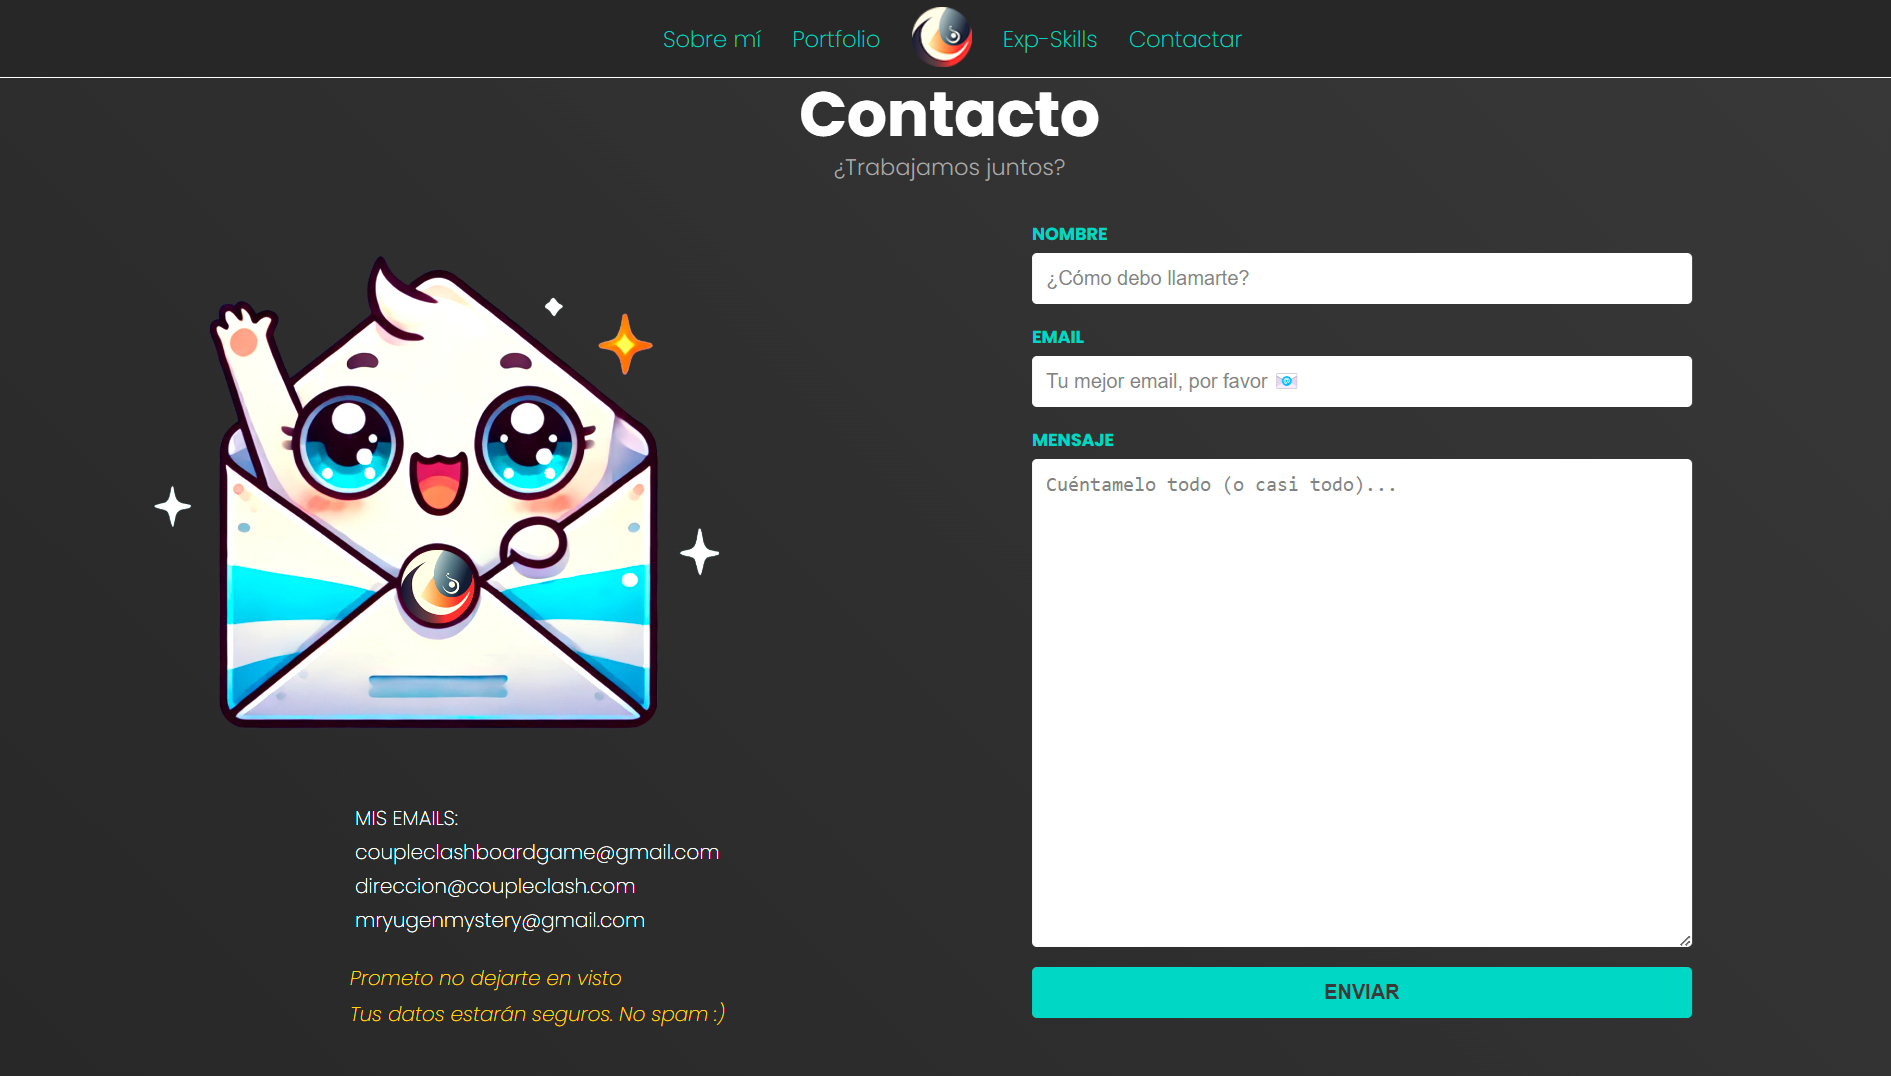 Sobre mí Portfolio Exp-Skills Contactar
Contacto
¿Trabajamos juntos?
NOMBRE
¿Cómo debo llamarte?
EMAIL
Tu mejor email, por favor 📧
MENSAJE
Cuéntamelo todo (o casi todo)...
ENVIAR
MIS EMAILS:
coupleclashboardgame@gmail.com
direccion@coupleclash.com
mryugenmystery@gmail.com
Prometo no dejarte en visto
Tus datos estarán seguros. No spam :)